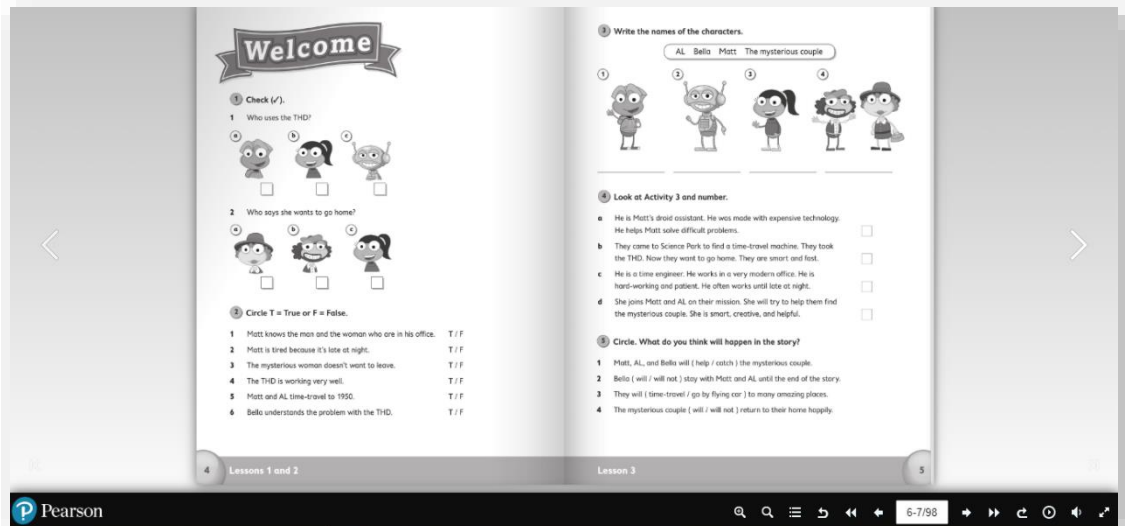 Welcome
1 Check (✓).
1 Who uses the THD?
a b c
2 Who says she wants to go home?
a b c
2 Circle T = True or F = False.
1 Matt knows the man and the woman who are in his office. T / F
2 Matt is tired because it's late at night. T / F
3 The mysterious woman doesn't want to leave. T / F
4 The THD is working very well. T / F
5 Matt and AL time-travel to 1950. T / F
6 Bella understands the problem with the THD. T / F
4 Lessons 1 and 2
3 Write the names of the characters.
AL Bella Matt The mysterious couple
1 2 3 4
4 Look at Activity 3 and number.
a He is Matt's droid assistant. He was made with expensive technology.
He helps Matt solve difficult problems.
b They came to Science Park to find a time-travel machine. They took
the THD. Now they want to go home. They are smart and fast.
c He is a time engineer. He works in a very modern office. He is
hard-working and patient. He often works until late at night.
d She joins Matt and AL on their mission. She will try to help them find
the mysterious couple. She is smart, creative, and helpful.
5 Circle. What do you think will happen in the story?
1 Matt, AL, and Bella will ( help / catch ) the mysterious couple.
2 Bella ( will / will not ) stay with Matt and AL until the end of the story.
3 They will ( time-travel / go by flying car ) to many amazing places.
4 The mysterious couple ( will / will not ) return to their home happily.
Lesson 3 5
Pearson
6-7/98